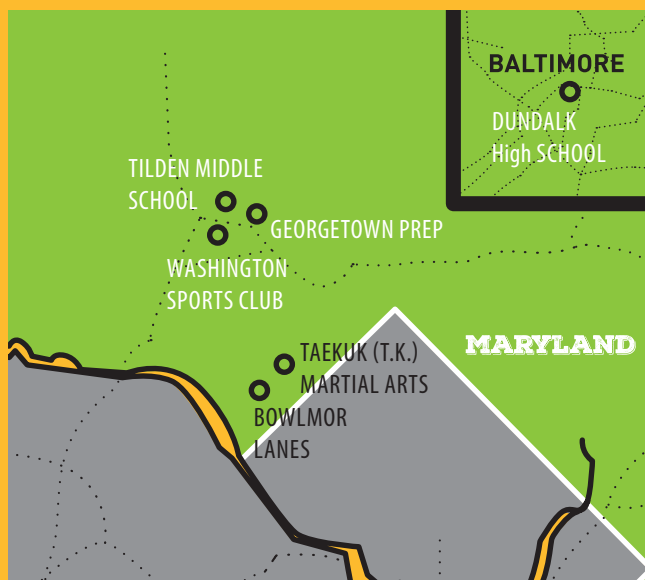 BALTIMORE
DUNDALK
High SCHOOL
TILDEN MIDDLE
SCHOOL
GEORGETOWN PREP
WASHINGTON
SPORTS CLUB
MARYLAND
TAEKUK (T.K.)
MARTIAL ARTS
BOWLMOR
LANES